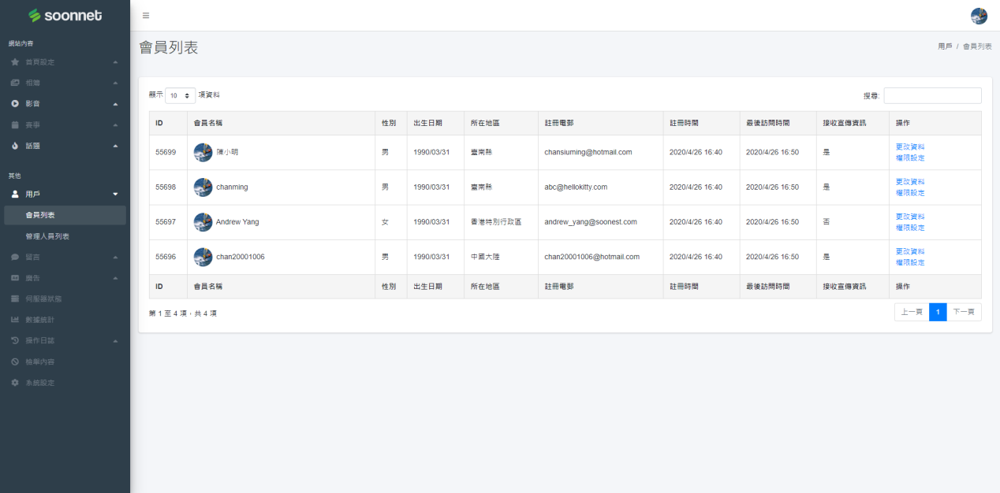 soonnet
網站內容
首頁設定
相簿
影音
賽事
話題
其他
用戶
會員列表
管理人員列表
留言
廣告
伺服器狀態
數據統計
操作日誌
檢舉內容
系統設定
會員列表
用戶 / 會員列表
顯示 10 項資料
搜尋:
ID 會員名稱 性別 出生日期 所在地區 註冊電郵 註冊時間 最後訪問時間 接收宣傳資訊 操作
55699 陳小明 男 1990/03/31 臺南縣 chansiuming@hotmail.com 2020/4/26 16:40 2020/4/26 16:50 是 更改資料
權限設定
55698 chanming 男 1990/03/31 臺南縣 abc@hellokitty.com 2020/4/26 16:40 2020/4/26 16:50 是 更改資料
權限設定
55697 Andrew Yang 女 1990/03/31 香港特別行政區 andrew_yang@soonest.com 2020/4/26 16:40 2020/4/26 16:50 否 更改資料
權限設定
55696 chan20001006 男 1990/03/31 中國大陸 chan20001006@hotmail.com 2020/4/26 16:40 2020/4/26 16:50 是 更改資料
權限設定
ID 會員名稱 性別 出生日期 所在地區 註冊電郵 註冊時間 最後訪問時間 接收宣傳資訊 操作
第 1 至 4 項，共 4 項
上一頁 1 下一頁